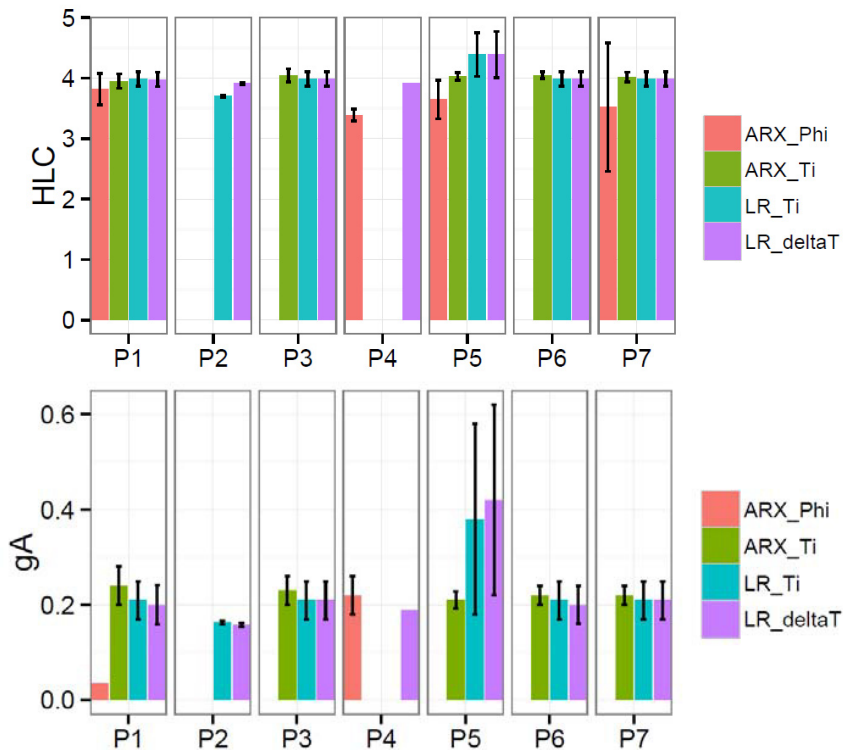 5
4
3
2
1
0
HLC
P1 P2 P3 P4 P5 P6 P7
ARX_Phi
ARX_Ti
LR_Ti
LR_deltaT
0.6
0.4
0.2
0.0
gA
P1 P2 P3 P4 P5 P6 P7
ARX_Phi
ARX_Ti
LR_Ti
LR_deltaT